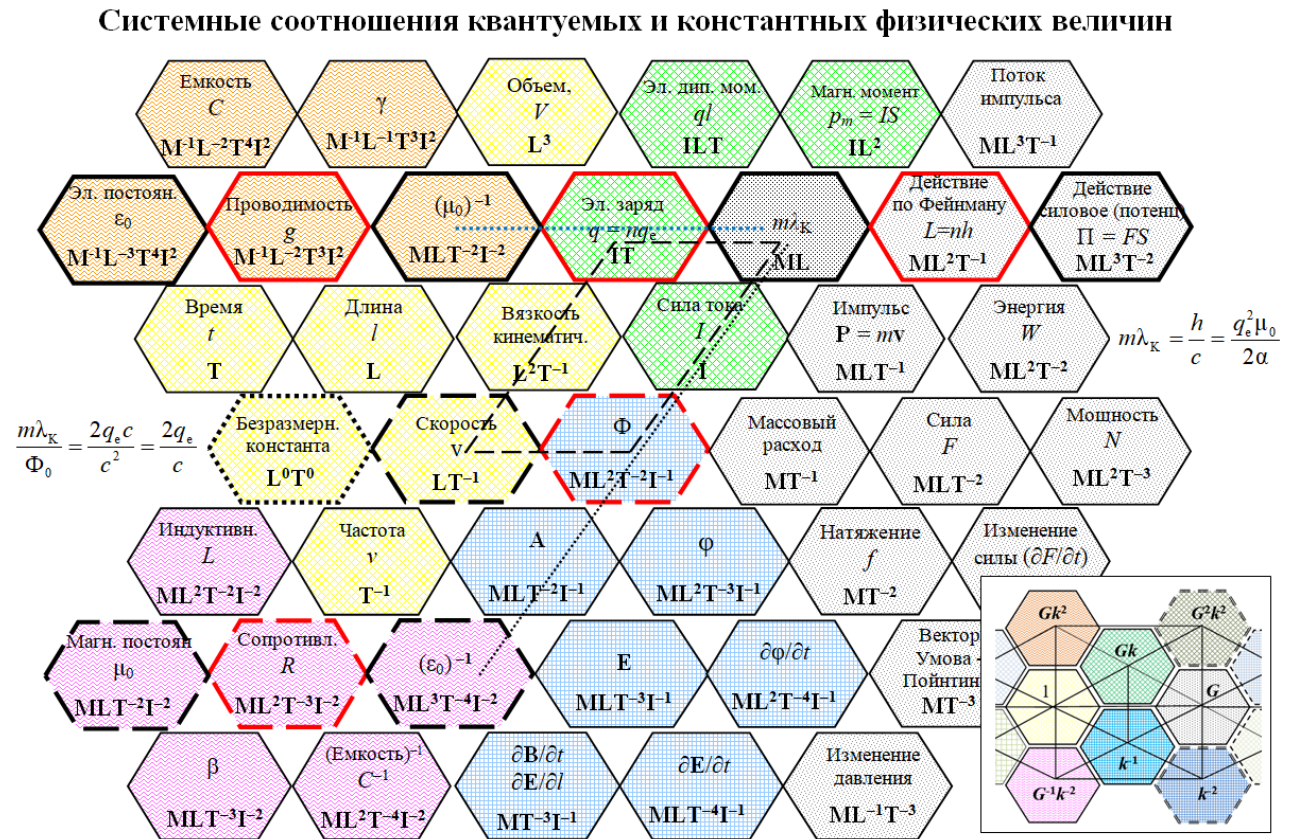 Системные соотношения квантуемых и константных физических величин
Емкость
C
M⁻¹L⁻²T⁴I²
γ
M⁻¹L⁻¹T³I²
Объем,
V
L³
Эл. дип. мом.
ql
ILT
Магн. момент
pₘ = IS
IL²
Поток
импульса
ML³T⁻¹
Эл. постоян.
ε₀
M⁻¹L⁻³T⁴I²
Проводимость
g
M⁻¹L⁻²T³I²
(μ₀)⁻¹
MLT⁻²I⁻²
Эл. заряд
q = nqₑ
IT
mλ_K
ML
Действие
по Фейнману
L=nh
ML²T⁻¹
Действие
силовое (потенц)
П = FS
ML³T⁻²
Время
t
T
Длина
l
L
Вязкость
кинематич.
L²T⁻¹
Сила тока
I
I
Импульс
P = mv
MLT⁻¹
Энергия
W
ML²T⁻²
mλ_K = h/c = qₑ²μ₀/2α
mλ_K/Φ₀ = 2qₑc/c² = 2qₑ/c
Безразмерн.
константа
L⁰T⁰
Скорость
v
LT⁻¹
Φ
ML²T⁻²I⁻¹
Массовый
расход
MT⁻¹
Сила
F
MLT⁻²
Мощность
N
ML²T⁻³
Индуктивн.
L
ML²T⁻²I⁻²
Частота
ν
T⁻¹
A
MLT⁻²I⁻¹
φ
ML²T⁻³I⁻¹
Натяжение
f
MT⁻²
Изменение
силы (∂F/∂t)
Магн. постоян
μ₀
MLT⁻²I⁻²
Сопротивл.
R
ML²T⁻³I⁻²
(ε₀)⁻¹
ML³T⁻⁴I⁻²
E
MLT⁻³I⁻¹
∂φ/∂t
ML²T⁻⁴I⁻¹
Вектор
Умова -
Пойнтин
MT⁻³
β
MLT⁻³I⁻²
(Емкость)⁻¹
C⁻¹
ML²T⁻⁴I⁻²
∂B/∂t
∂E/∂l
MT⁻³I⁻¹
∂E/∂t
MLT⁻⁴I⁻¹
Изменение
давления
ML⁻¹T⁻³
Gk²
G²k²
Gk
1
G
k⁻¹
G⁻¹k⁻²
k⁻²